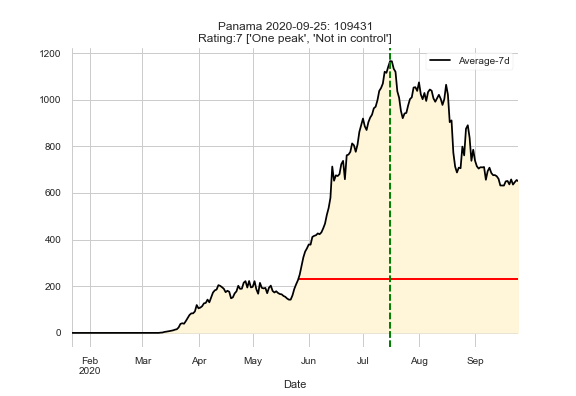 Panama 2020-09-25: 109431
Rating:7 ['One peak', 'Not in control']
1200
Average-7d
1000
800
600
400
200
0
Feb Mar Apr May Jun Jul Aug Sep
2020
Date